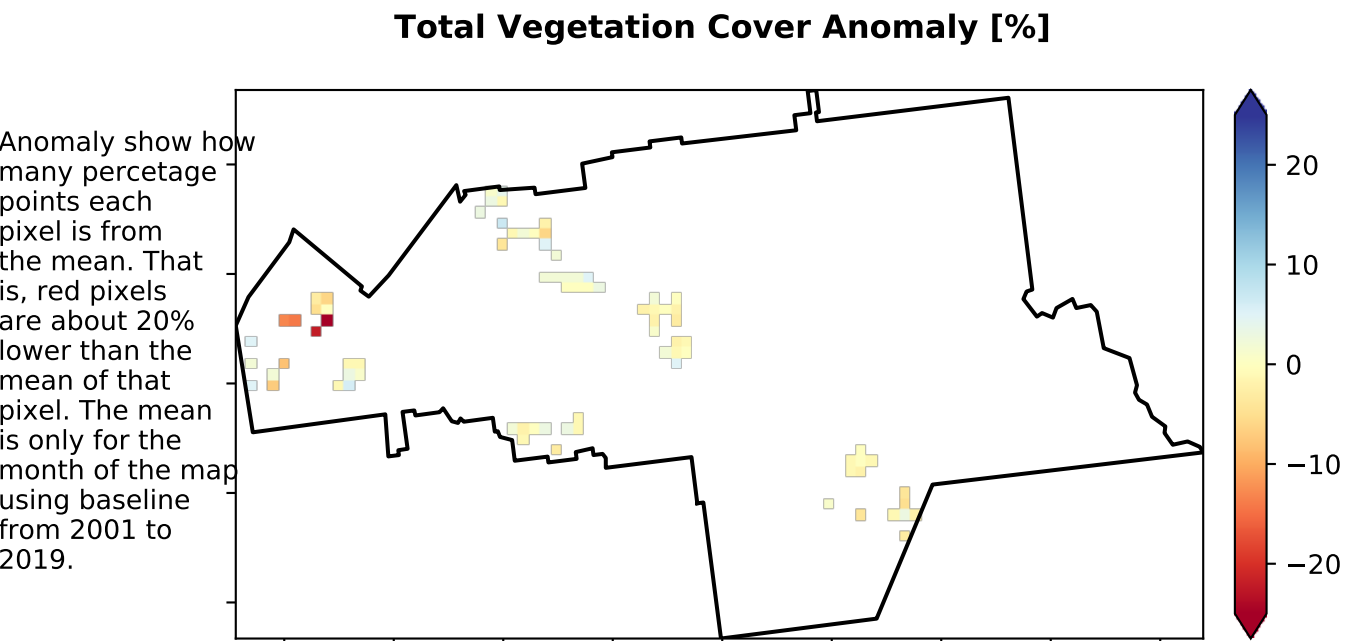 Total Vegetation Cover Anomaly [%]
Anomaly show how
many percetage
points each
pixel is from
the mean. That
is, red pixels
are about 20%
lower than the
mean of that
pixel. The mean
is only for the
month of the map
using baseline
from 2001 to
2019.
20
10
0
−10
−20